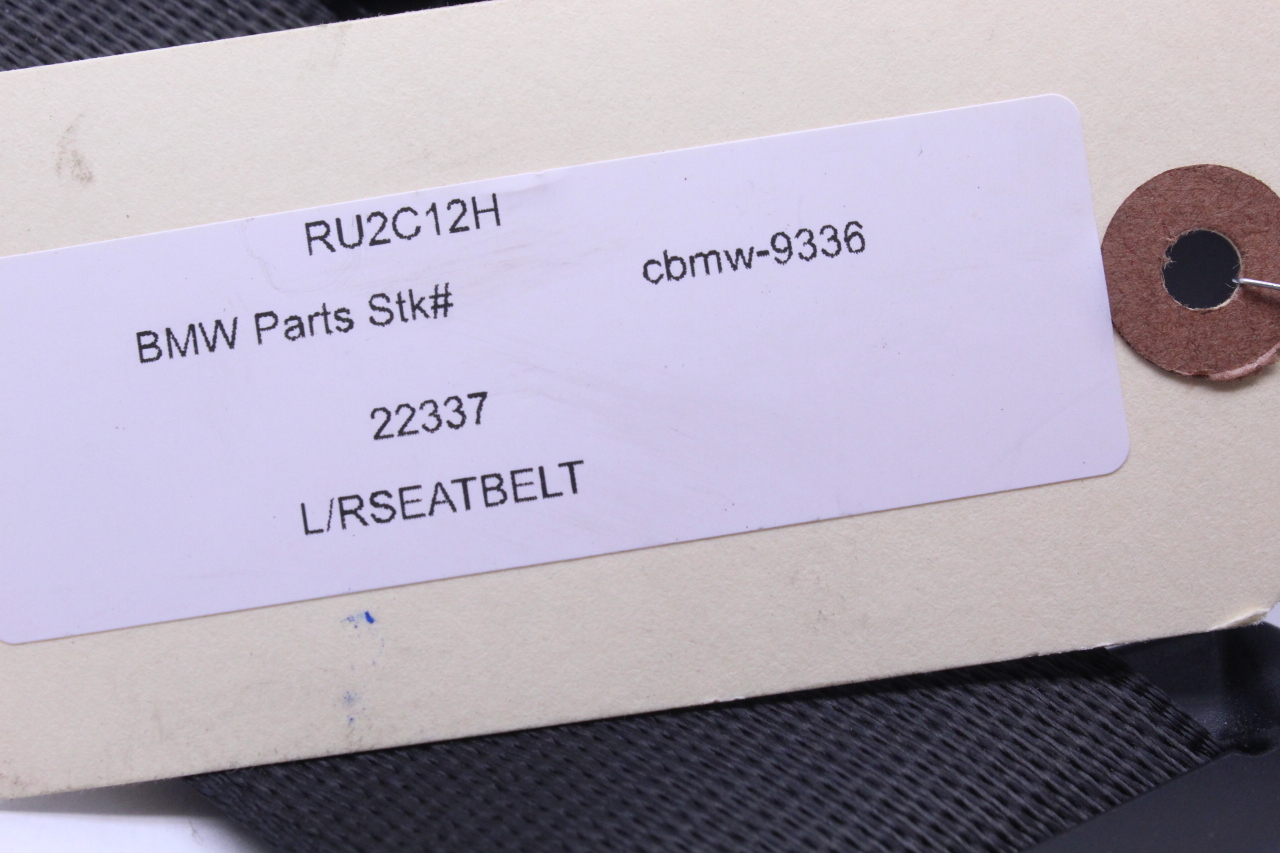 RU2C12H
BMW Parts Stk# cbmw-9336
22337
L/RSEATBELT